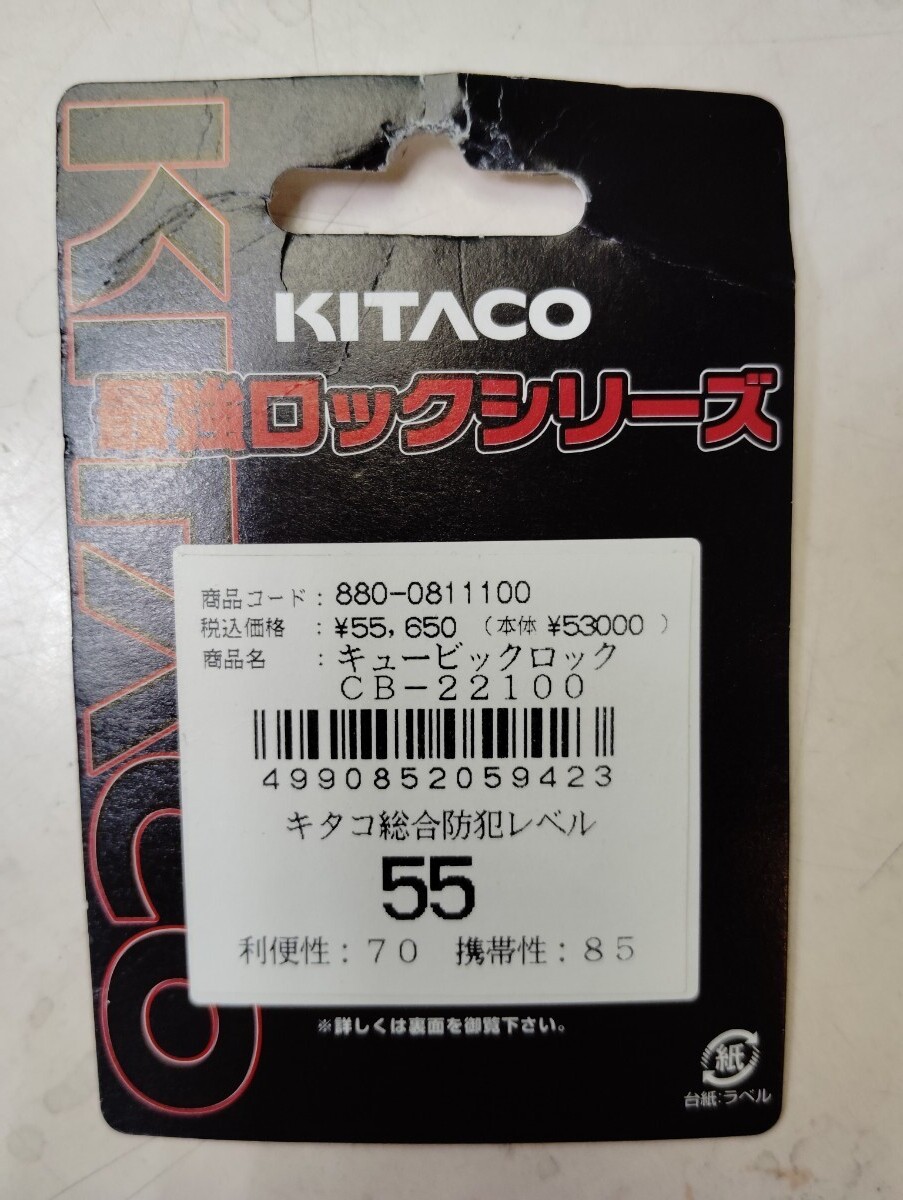 KITACO
KITACO
最強ロックシリーズ
商品コード : 880-0811100
税込価格 : ¥55,650 (本体 ¥53000 )
商品名 : キュービックロック
CB-22100
4990852059423
キタコ総合防犯レベル
55
利便性 : 70 携帯性 : 85
※詳しくは裏面を御覧下さい。
紙
台紙:ラベル